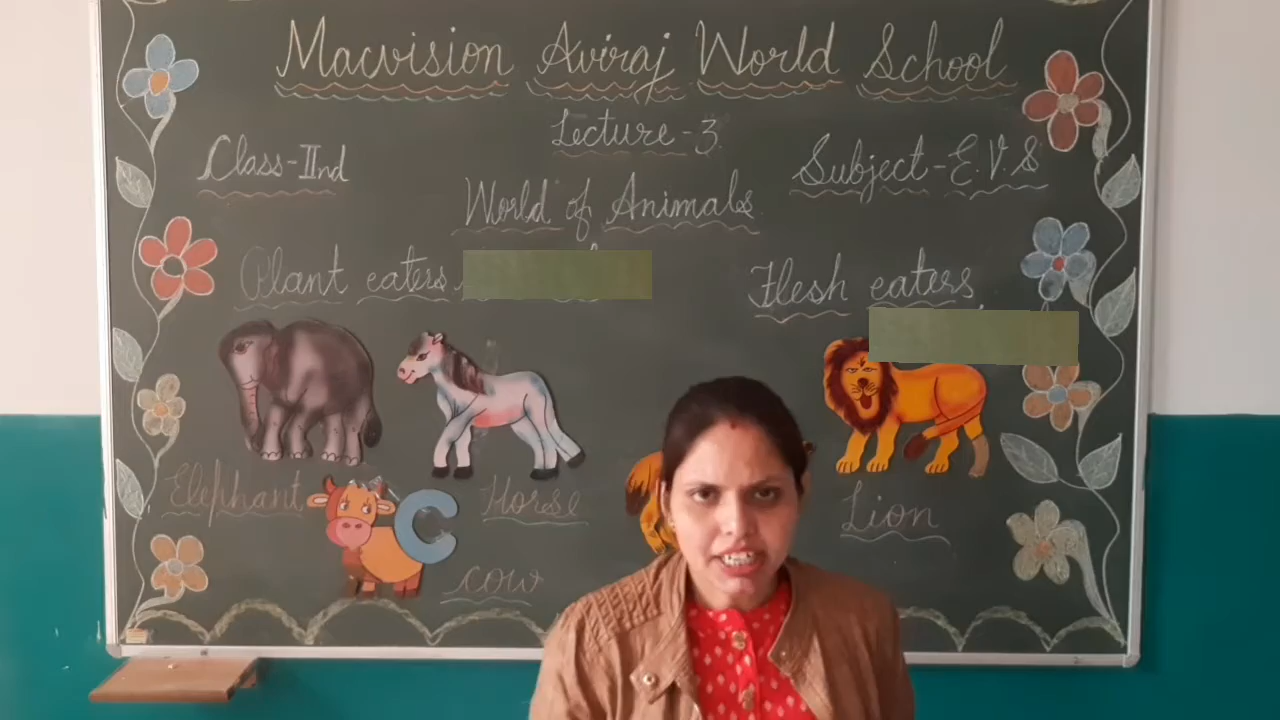 Macvision Aviraj World School
Lecture-3
Class-IInd
Subject-E.V.S
World of Animals
Plant eaters
Flesh eaters
Elephant
Horse
Lion
C
cow